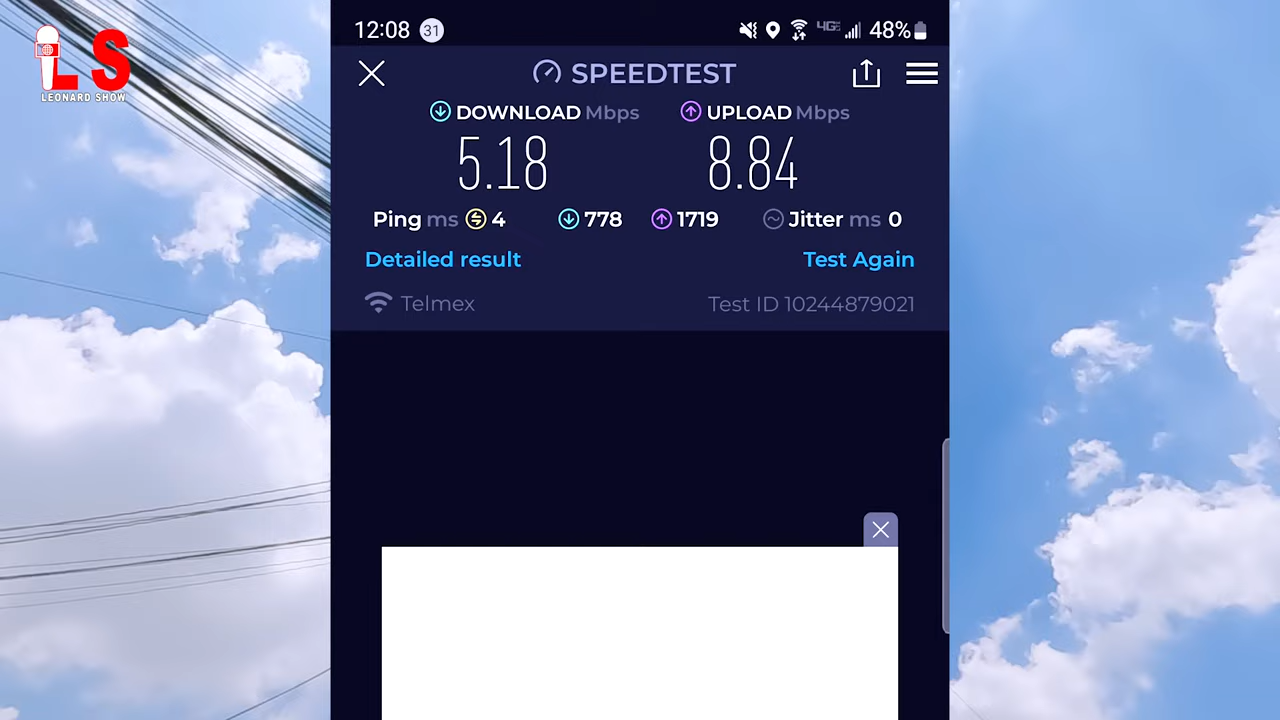 LS
LEONARD SHOW
12:08 31 4G 48%
SPEEDTEST
DOWNLOAD Mbps UPLOAD Mbps
5.18 8.84
Ping ms 4 778 1719 Jitter ms 0
Detailed result Test Again
Telmex Test ID 10244879021